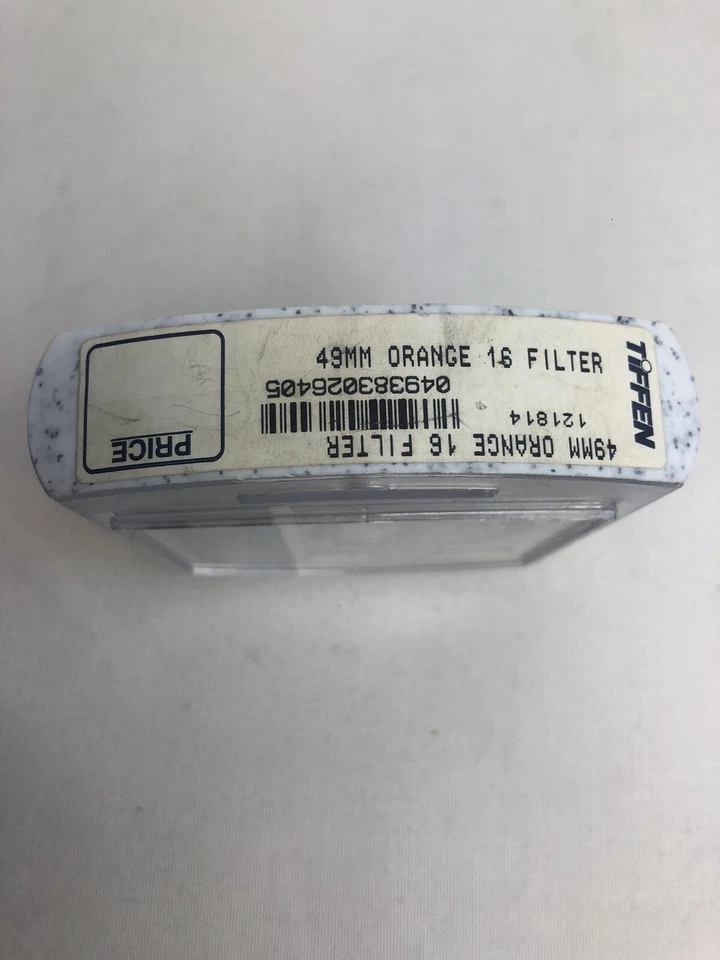 49MM ORANGE 16 FILTER
TIFFEN
049383026405
121814
49MM ORANGE 16 FILTER
PRICE